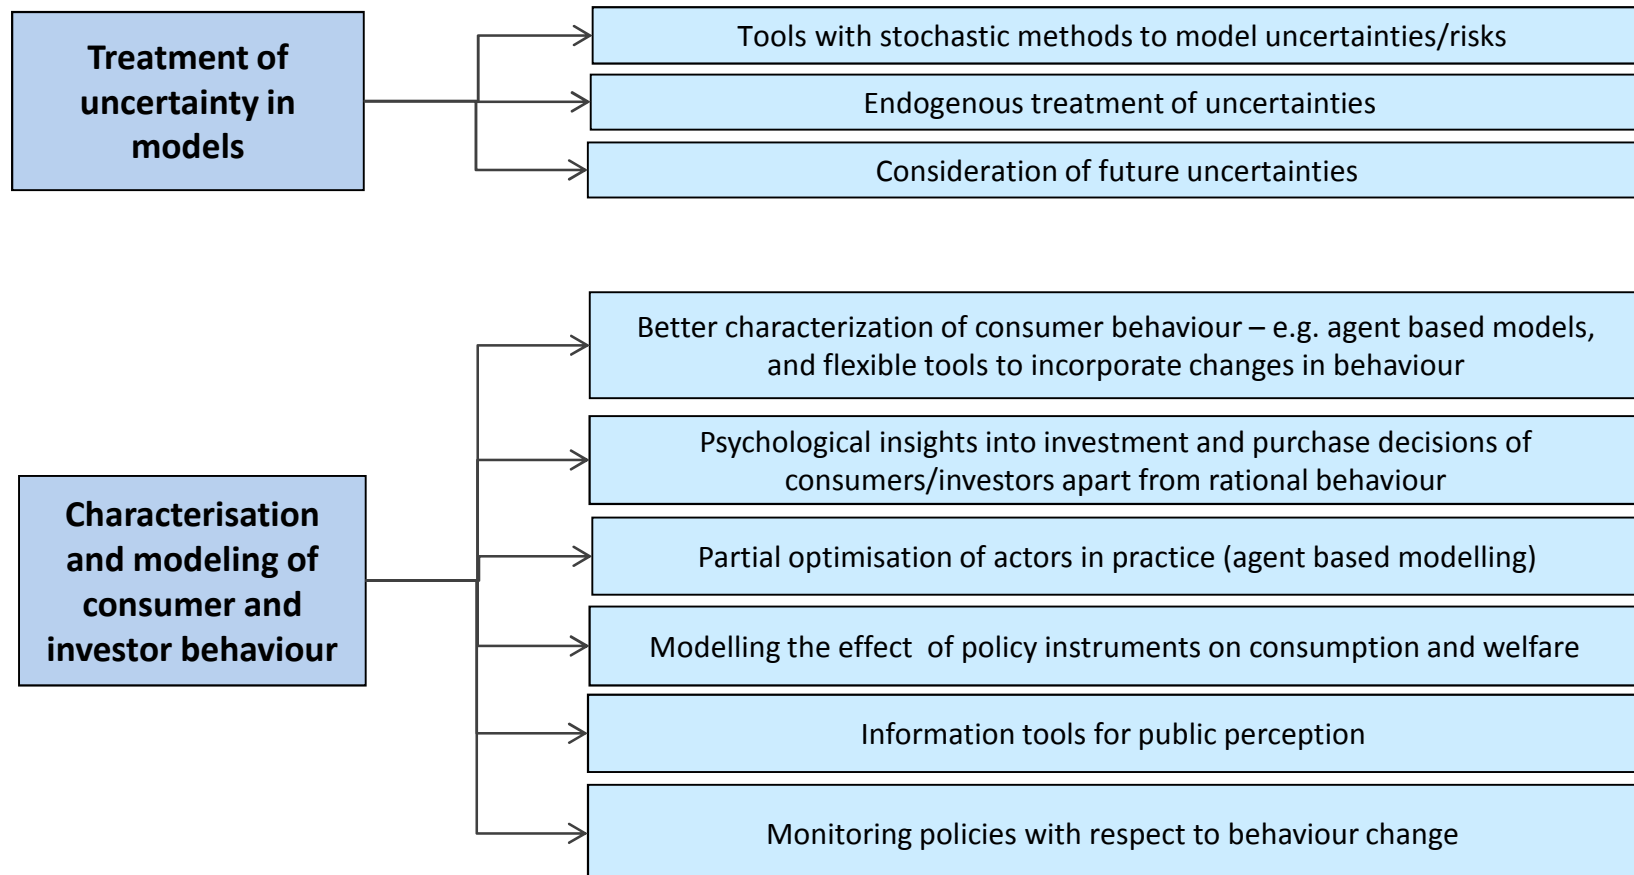 Treatment of
uncertainty in
models
Tools with stochastic methods to model uncertainties/risks
Endogenous treatment of uncertainties
Consideration of future uncertainties
Characterisation
and modeling of
consumer and
investor behaviour
Better characterization of consumer behaviour – e.g. agent based models,
and flexible tools to incorporate changes in behaviour
Psychological insights into investment and purchase decisions of
consumers/investors apart from rational behaviour
Partial optimisation of actors in practice (agent based modelling)
Modelling the effect  of policy instruments on consumption and welfare
Information tools for public perception
Monitoring policies with respect to behaviour change